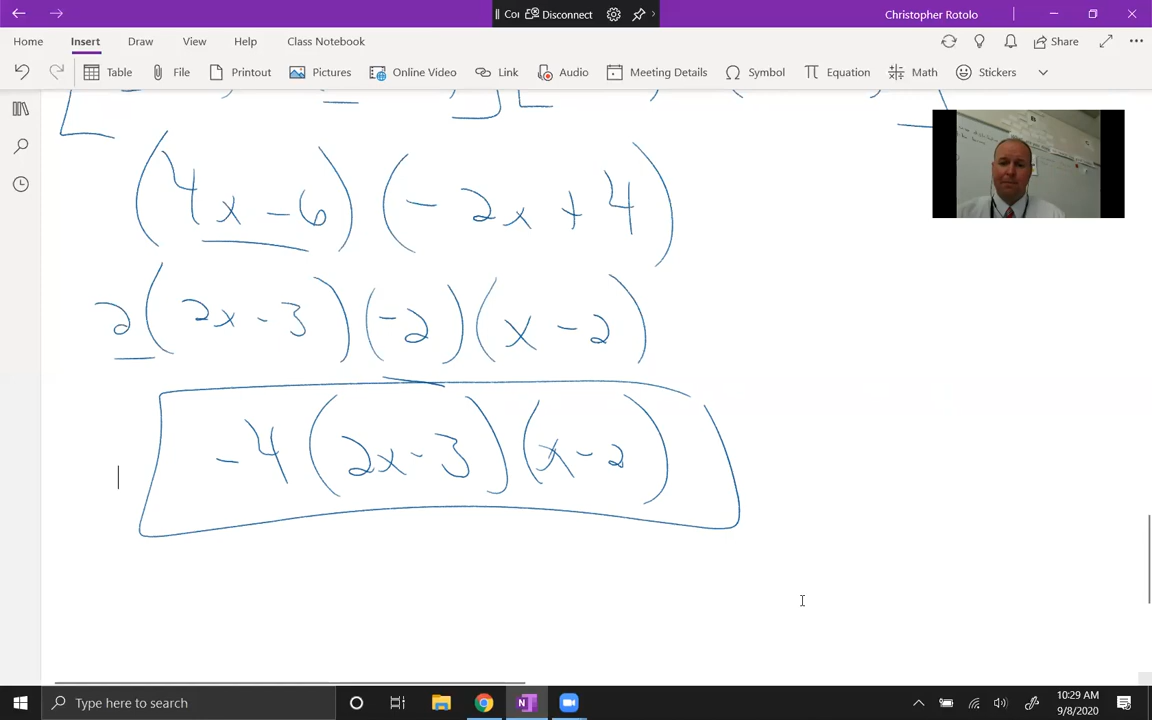 Cor Disconnect
Christopher Rotolo
Home Insert Draw View Help Class Notebook
Share
Table File Printout Pictures Online Video Link Audio Meeting Details Symbol Equation Math Stickers
(4x - 6) (-2x + 4)
2(2x - 3)(-2)(x - 2)
-4(2x-3)(x-2)
Type here to search
10:29 AM
9/8/2020